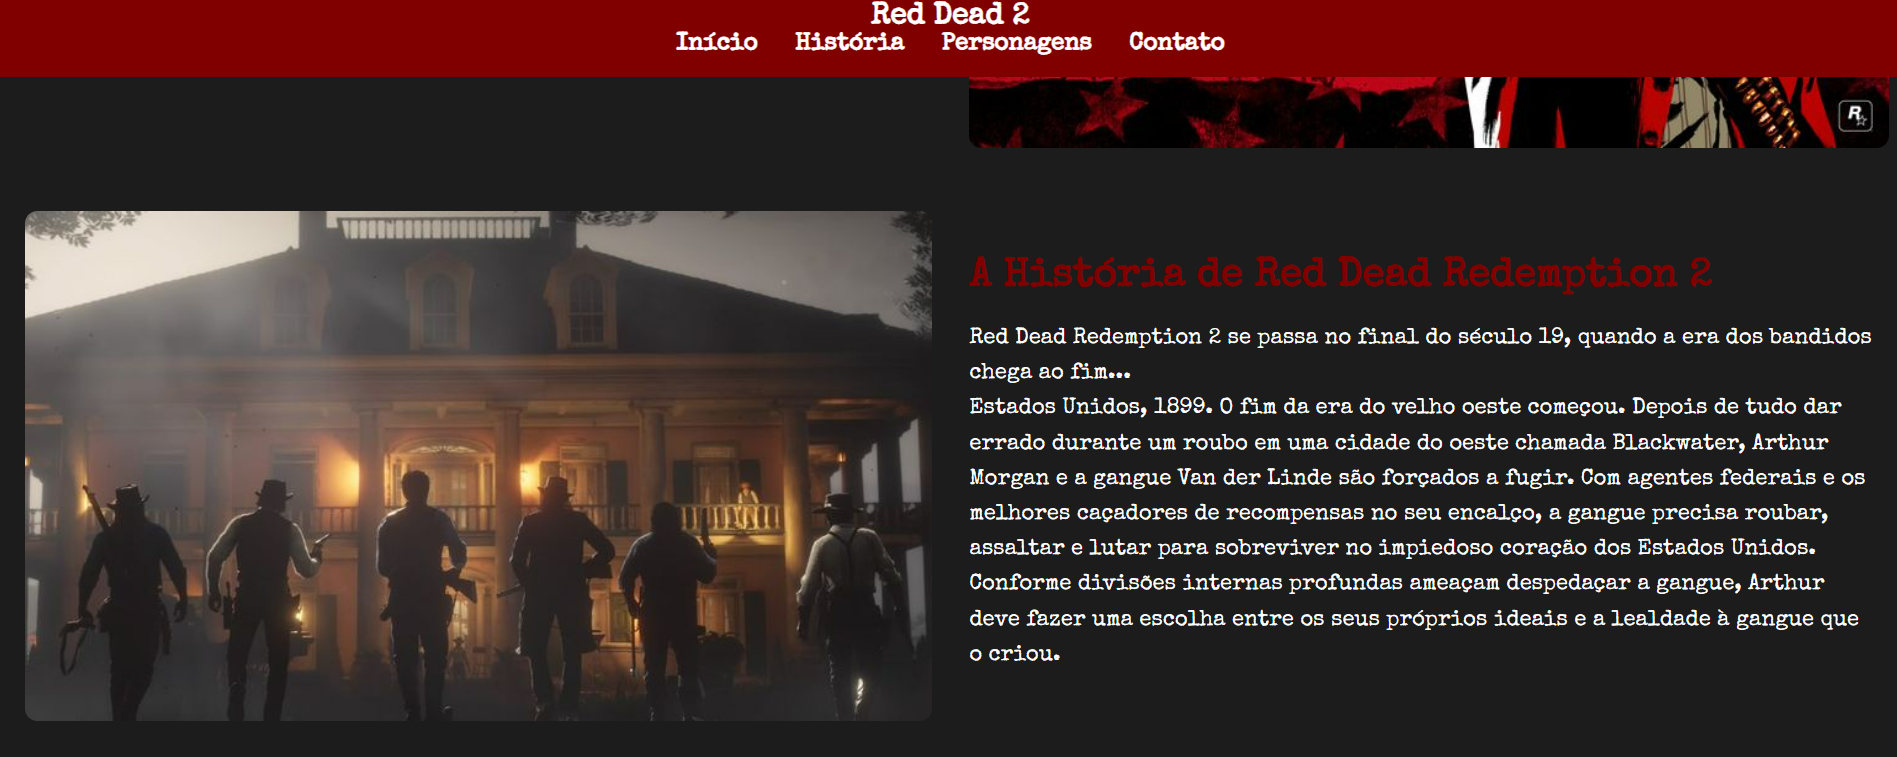 Red Dead 2
Início História Personagens Contato
R
A História de Red Dead Redemption 2
Red Dead Redemption 2 se passa no final do século 19, quando a era dos bandidos
chega ao fim...
Estados Unidos, 1899. O fim da era do velho oeste começou. Depois de tudo dar
errado durante um roubo em uma cidade do oeste chamada Blackwater, Arthur
Morgan e a gangue Van der Linde são forçados a fugir. Com agentes federais e os
melhores caçadores de recompensas no seu encalço, a gangue precisa roubar,
assaltar e lutar para sobreviver no impiedoso coração dos Estados Unidos.
Conforme divisões internas profundas ameaçam despedaçar a gangue, Arthur
deve fazer uma escolha entre os seus próprios ideais e a lealdade à gangue que
o criou.